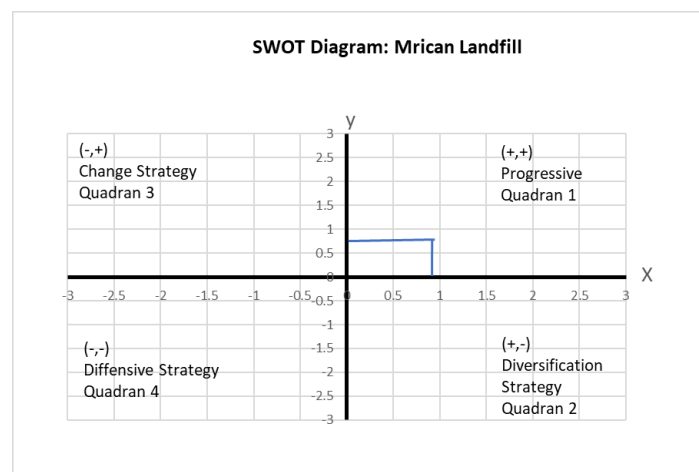 SWOT Diagram: Mrican Landfill
y
(-,+)
Change Strategy
Quadran 3
(+,+)
Progressive
Quadran 1
3
2.5
2
1.5
1
0.5
0
-0.5
-1
-1.5
-2
-2.5
-3
-3 -2.5 -2 -1.5 -1 -0.5 0 0.5 1 1.5 2 2.5 3
X
(-,-)
Diffensive Strategy
Quadran 4
(+,-)
Diversification
Strategy
Quadran 2